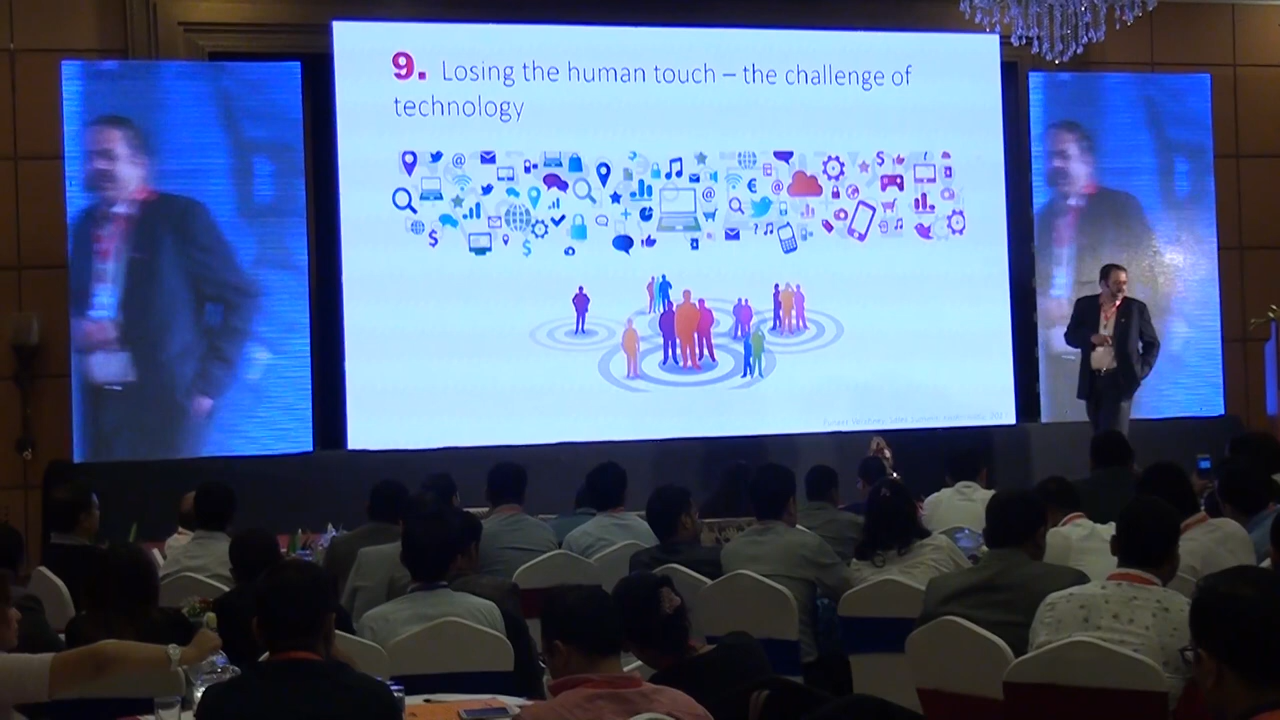 9. Losing the human touch – the challenge of
technology